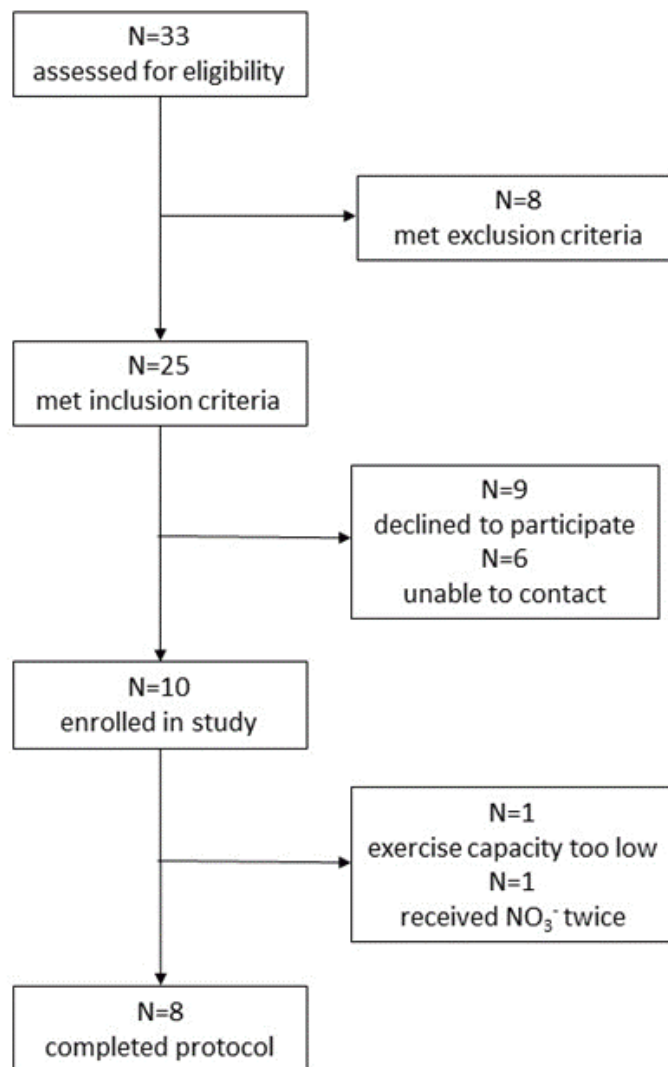 N=33
assessed for eligibility
N=8
met exclusion criteria
N=25
met inclusion criteria
N=9
declined to participate
N=6
unable to contact
N=10
enrolled in study
N=1
exercise capacity too low
N=1
received NO₃⁻ twice
N=8
completed protocol